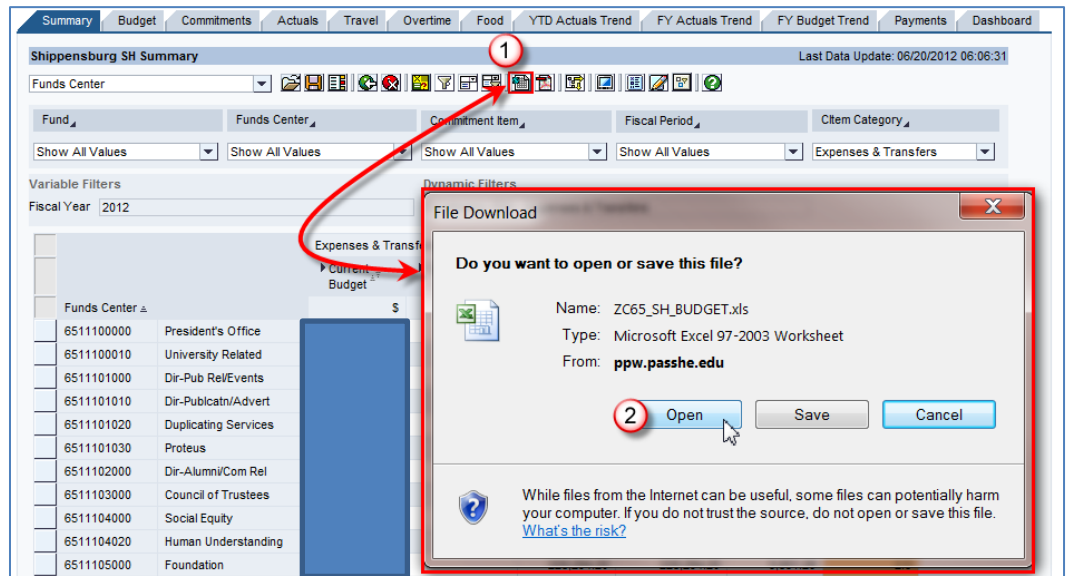 Summary Budget Commitments Actuals Travel Overtime Food YTD Actuals Trend FY Actuals Trend FY Budget Trend Payments Dashboard
Shippensburg SH Summary 1 Last Data Update: 06/20/2012 06:06:31
Funds Center
Fund Funds Center Commitment Item Fiscal Period CItem Category
Show All Values Show All Values Show All Values Show All Values Expenses & Transfers
Variable Filters Dynamic Filters
Fiscal Year 2012
File Download
Expenses & Transfe
Current Budget
Funds Center $
6511100000 President's Office
6511100010 University Related
6511101000 Dir-Pub Rel/Events
6511101010 Dir-Publcatn/Advert
6511101020 Duplicating Services
6511101030 Proteus
6511102000 Dir-Alumni/Com Rel
6511103000 Council of Trustees
6511104000 Social Equity
6511104020 Human Understanding
6511105000 Foundation
Do you want to open or save this file?
Name: ZC65_SH_BUDGET.xls
Type: Microsoft Excel 97-2003 Worksheet
From: ppw.passhe.edu
2 Open Save Cancel
While files from the Internet can be useful, some files can potentially harm
your computer. If you do not trust the source, do not open or save this file.
What's the risk?